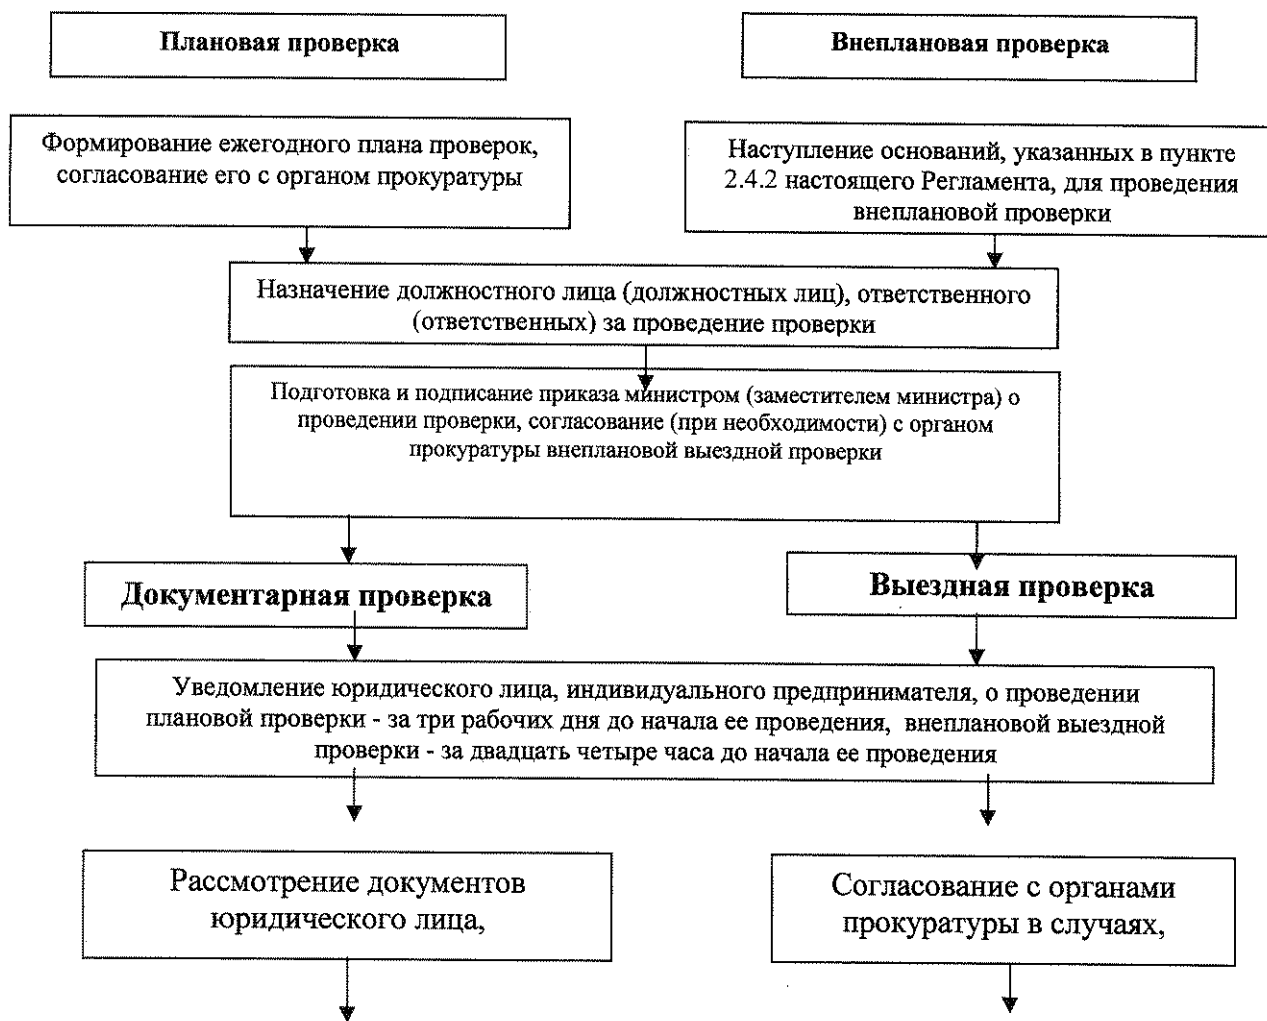 Плановая проверка
Внеплановая проверка
Формирование ежегодного плана проверок,
согласование его с органом прокуратуры
Наступление оснований, указанных в пункте
2.4.2 настоящего Регламента, для проведения
внеплановой проверки
Назначение должностного лица (должностных лиц), ответственного
(ответственных) за проведение проверки
Подготовка и подписание приказа министром (заместителем министра) о
проведении проверки, согласование (при необходимости) с органом
прокуратуры внеплановой выездной проверки
Документарная проверка
Выездная проверка
Уведомление юридического лица, индивидуального предпринимателя, о проведении
плановой проверки - за три рабочих дня до начала ее проведения, внеплановой выездной
проверки - за двадцать четыре часа до начала ее проведения
Рассмотрение документов
юридического лица,
Согласование с органами
прокуратуры в случаях,